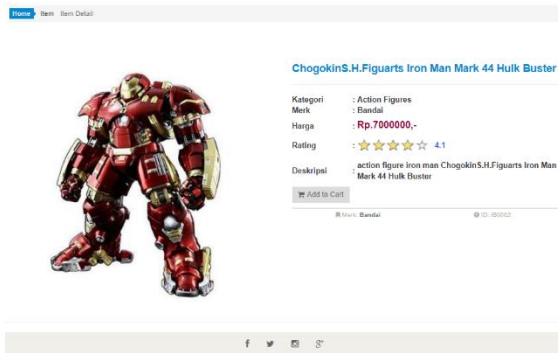 Home Item Item Detail
ChogokinS.H.Figuarts Iron Man Mark 44 Hulk Buster
Kategori : Action Figures
Merk : Bandai
Harga : Rp.7000000,-
Rating : 4.1
Deskripsi : action figure iron man ChogokinS.H.Figuarts Iron Man
Mark 44 Hulk Buster
Add to Cart
Merk: Bandai ID: